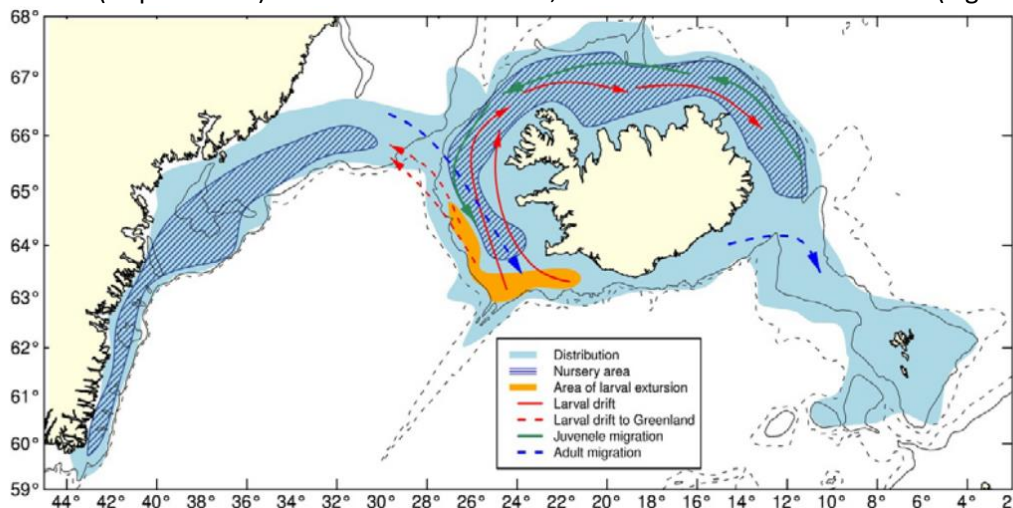 68°
67°
66°
65°
64°
63°
62°
61°
60°
59°
Distribution
Nursery area
Area of larval extursion
Larval drift
Larval drift to Greenland
Juvenele migration
Adult migration
44° 42° 40° 38° 36° 34° 32° 30° 28° 26° 24° 22° 20° 18° 16° 14° 12° 10° 8° 6° 4° 2°